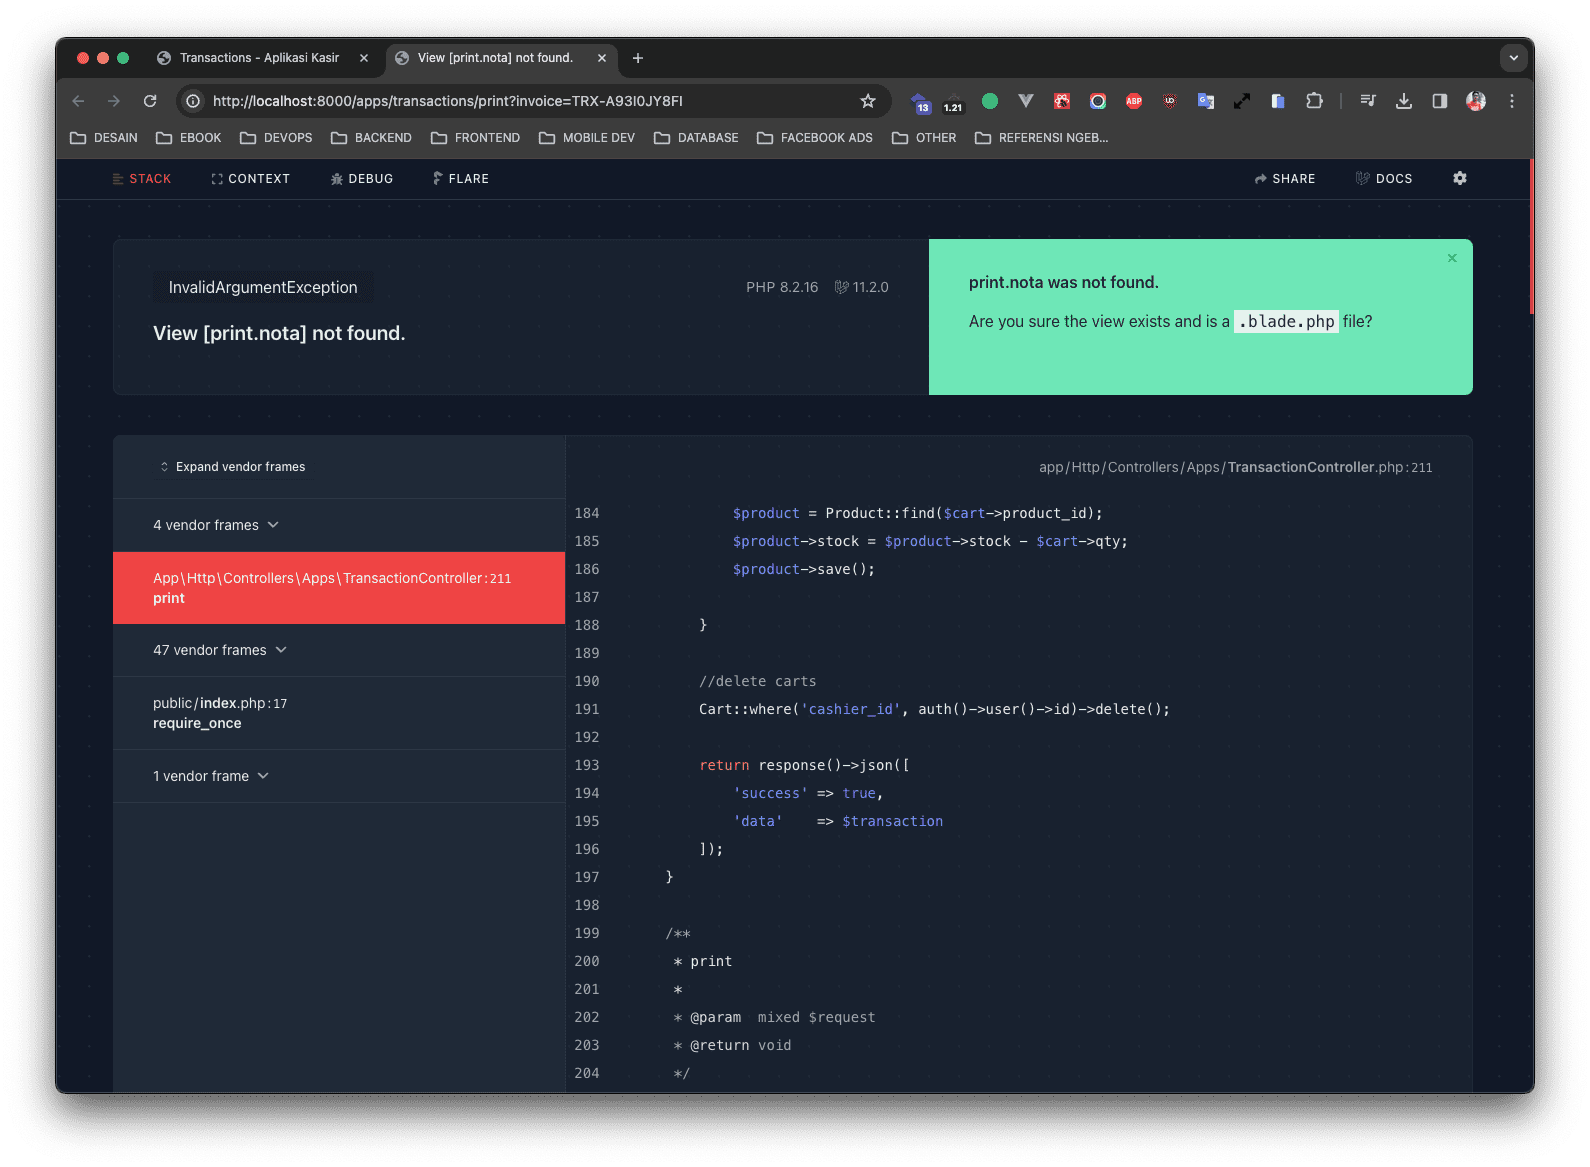 Transactions - Aplikasi Kasir
View [print.nota] not found.
http://localhost:8000/apps/transactions/print?invoice=TRX-A93I0JY8FI
13
1.21
ABP
DESAIN
EBOOK
DEVOPS
BACKEND
FRONTEND
MOBILE DEV
DATABASE
FACEBOOK ADS
OTHER
REFERENSI NGEB...
STACK
CONTEXT
DEBUG
FLARE
SHARE
DOCS
InvalidArgumentException
PHP 8.2.16
11.2.0
View [print.nota] not found.
print.nota was not found.
Are you sure the view exists and is a .blade.php file?
Expand vendor frames
4 vendor frames
App\Http\Controllers\Apps\TransactionController:211
print
47 vendor frames
public/index.php:17
require_once
1 vendor frame
app/Http/Controllers/Apps/TransactionController.php:211
184 $product = Product::find($cart->product_id);
185 $product->stock = $product->stock - $cart->qty;
186 $product->save();
187
188 }
189
190 //delete carts
191 Cart::where('cashier_id', auth()->user()->id)->delete();
192
193 return response()->json([
194 'success' => true,
195 'data'    => $transaction
196 ]);
197 }
198
199 /**
200 * print
201 *
202 * @param  mixed $request
203 * @return void
204 */